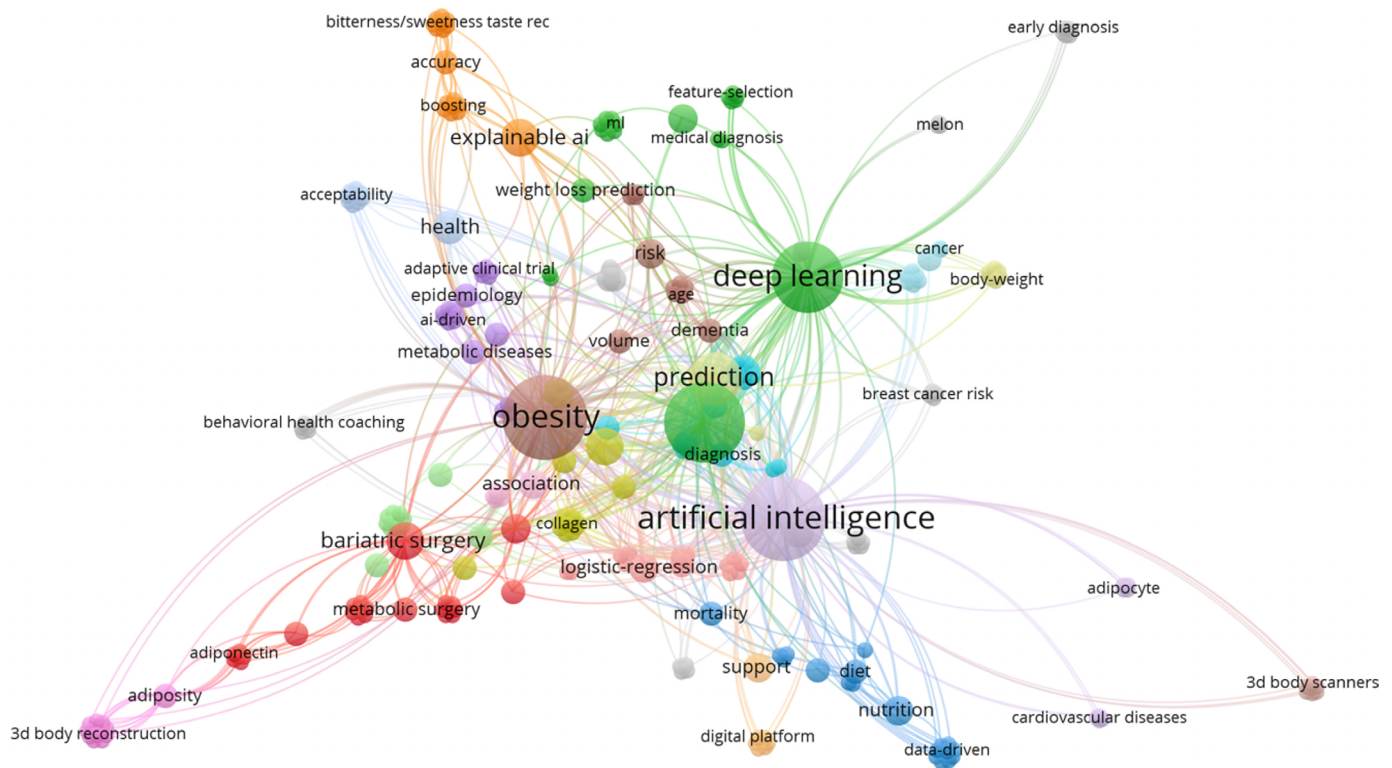 bitterness/sweetness taste rec
early diagnosis
accuracy
feature-selection
boosting
ml
melon
explainable ai
medical diagnosis
weight loss prediction
acceptability
health
cancer
risk
adaptive clinical trial
deep learning
body-weight
epidemiology
age
ai-driven
dementia
volume
metabolic diseases
prediction
breast cancer risk
obesity
behavioral health coaching
diagnosis
association
artificial intelligence
collagen
bariatric surgery
logistic-regression
adipocyte
metabolic surgery
mortality
adiponectin
support
diet
3d body scanners
adiposity
nutrition
cardiovascular diseases
3d body reconstruction
digital platform
data-driven